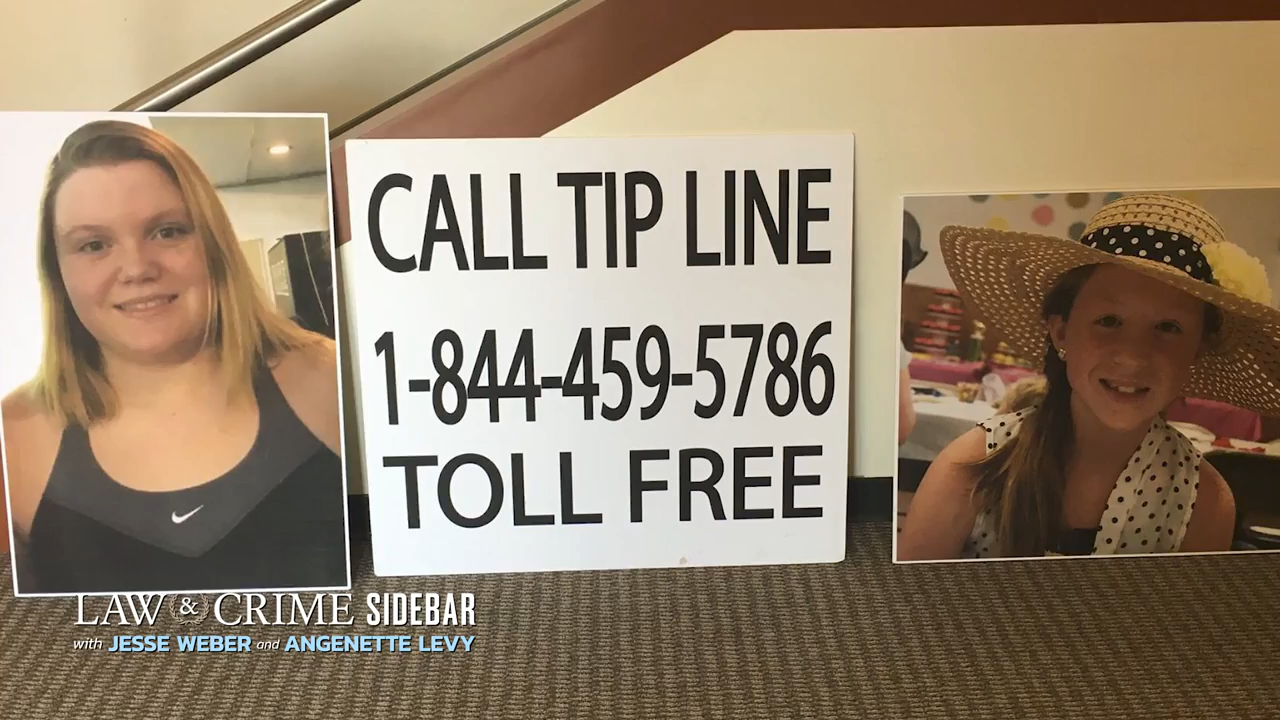 CALL TIP LINE
1-844-459-5786
TOLL FREE
LAW & CRIME SIDEBAR
with JESSE WEBER and ANGENETTE LEVY